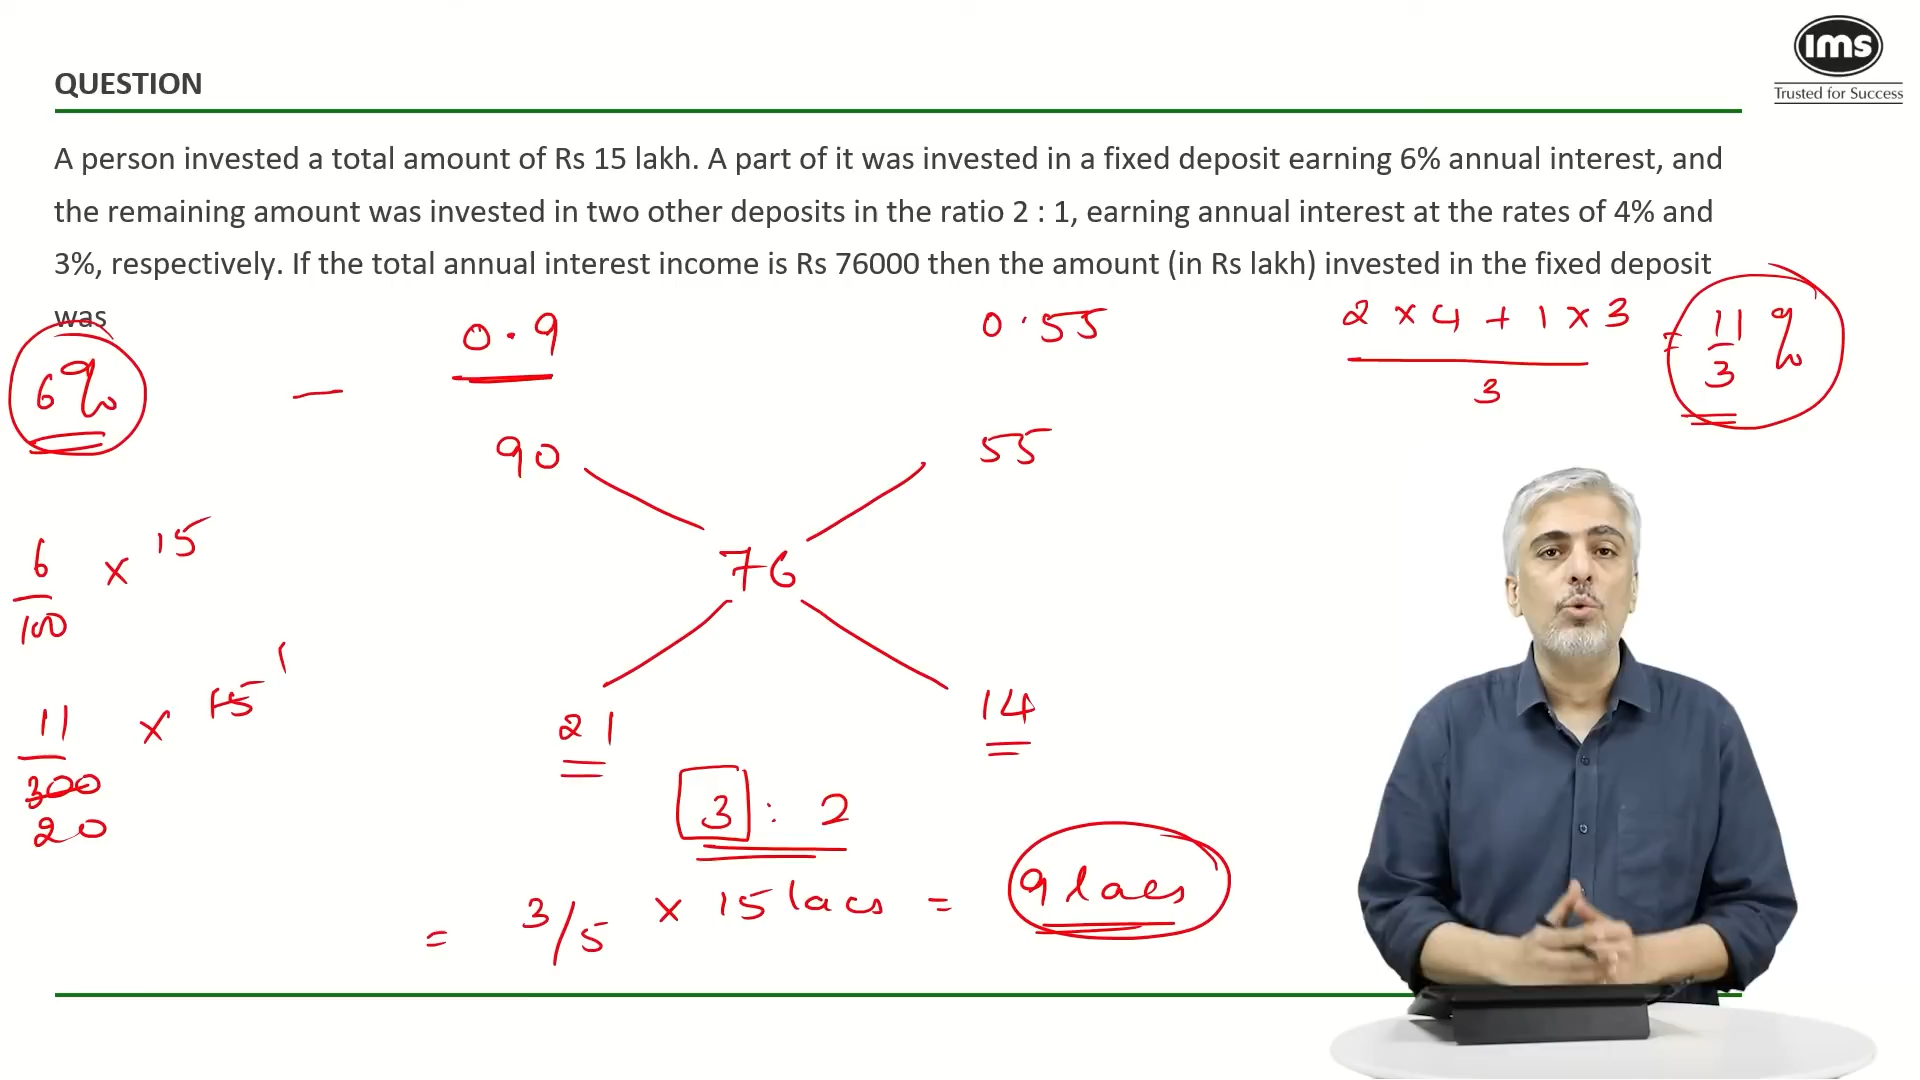 ims
Trusted for Success
QUESTION
A person invested a total amount of Rs 15 lakh. A part of it was invested in a fixed deposit earning 6% annual interest, and
the remaining amount was invested in two other deposits in the ratio 2 : 1, earning annual interest at the rates of 4% and
3%, respectively. If the total annual interest income is Rs 76000 then the amount (in Rs lakh) invested in the fixed deposit
was
6% — 0.9 0.55
2 × 4 + 1 × 3 / 3 = 11/3 %
90 55
76
6/100 × 15
11/300 × 15 1
20
21 14
3 : 2
= 3/5 × 15 lacs = 9 lacs